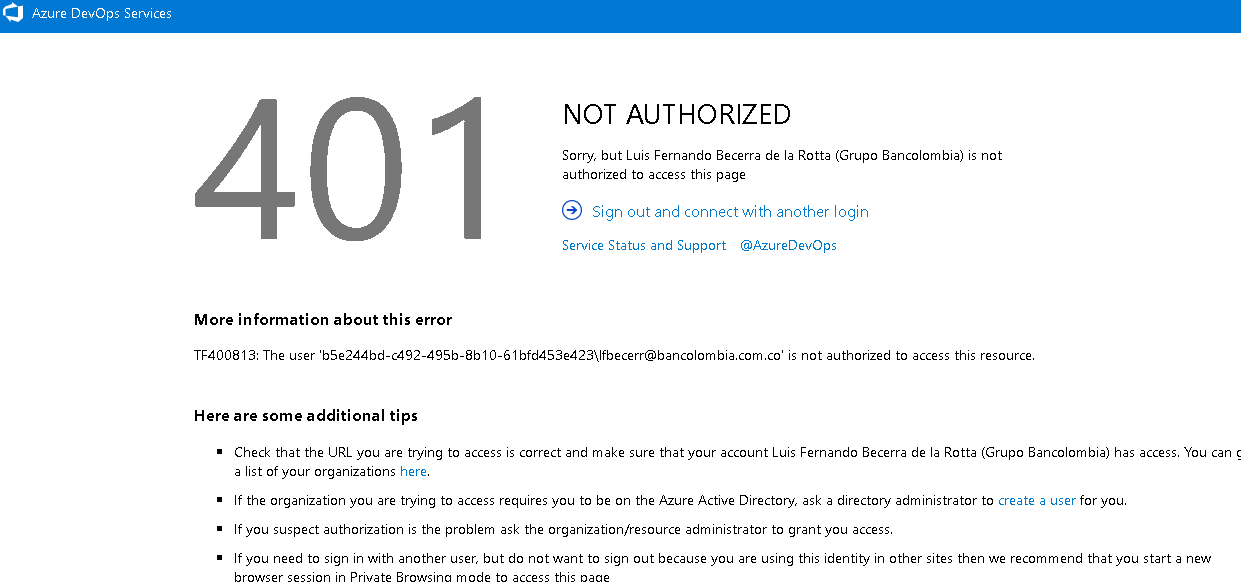 Azure DevOps Services
401
NOT AUTHORIZED
Sorry, but Luis Fernando Becerra de la Rotta (Grupo Bancolombia) is not
authorized to access this page
Sign out and connect with another login
Service Status and Support @AzureDevOps
More information about this error
TF400813: The user 'b5e244bd-c492-495b-8b10-61bfd453e423\lfbecerr@bancolombia.com.co' is not authorized to access this resource.
Here are some additional tips
Check that the URL you are trying to access is correct and make sure that your account Luis Fernando Becerra de la Rotta (Grupo Bancolombia) has access. You can
a list of your organizations here.
If the organization you are trying to access requires you to be on the Azure Active Directory, ask a directory administrator to create a user for you.
If you suspect authorization is the problem ask the organization/resource administrator to grant you access.
If you need to sign in with another user, but do not want to sign out because you are using this identity in other sites then we recommend that you start a new
browser session in Private Browsing mode to access this page